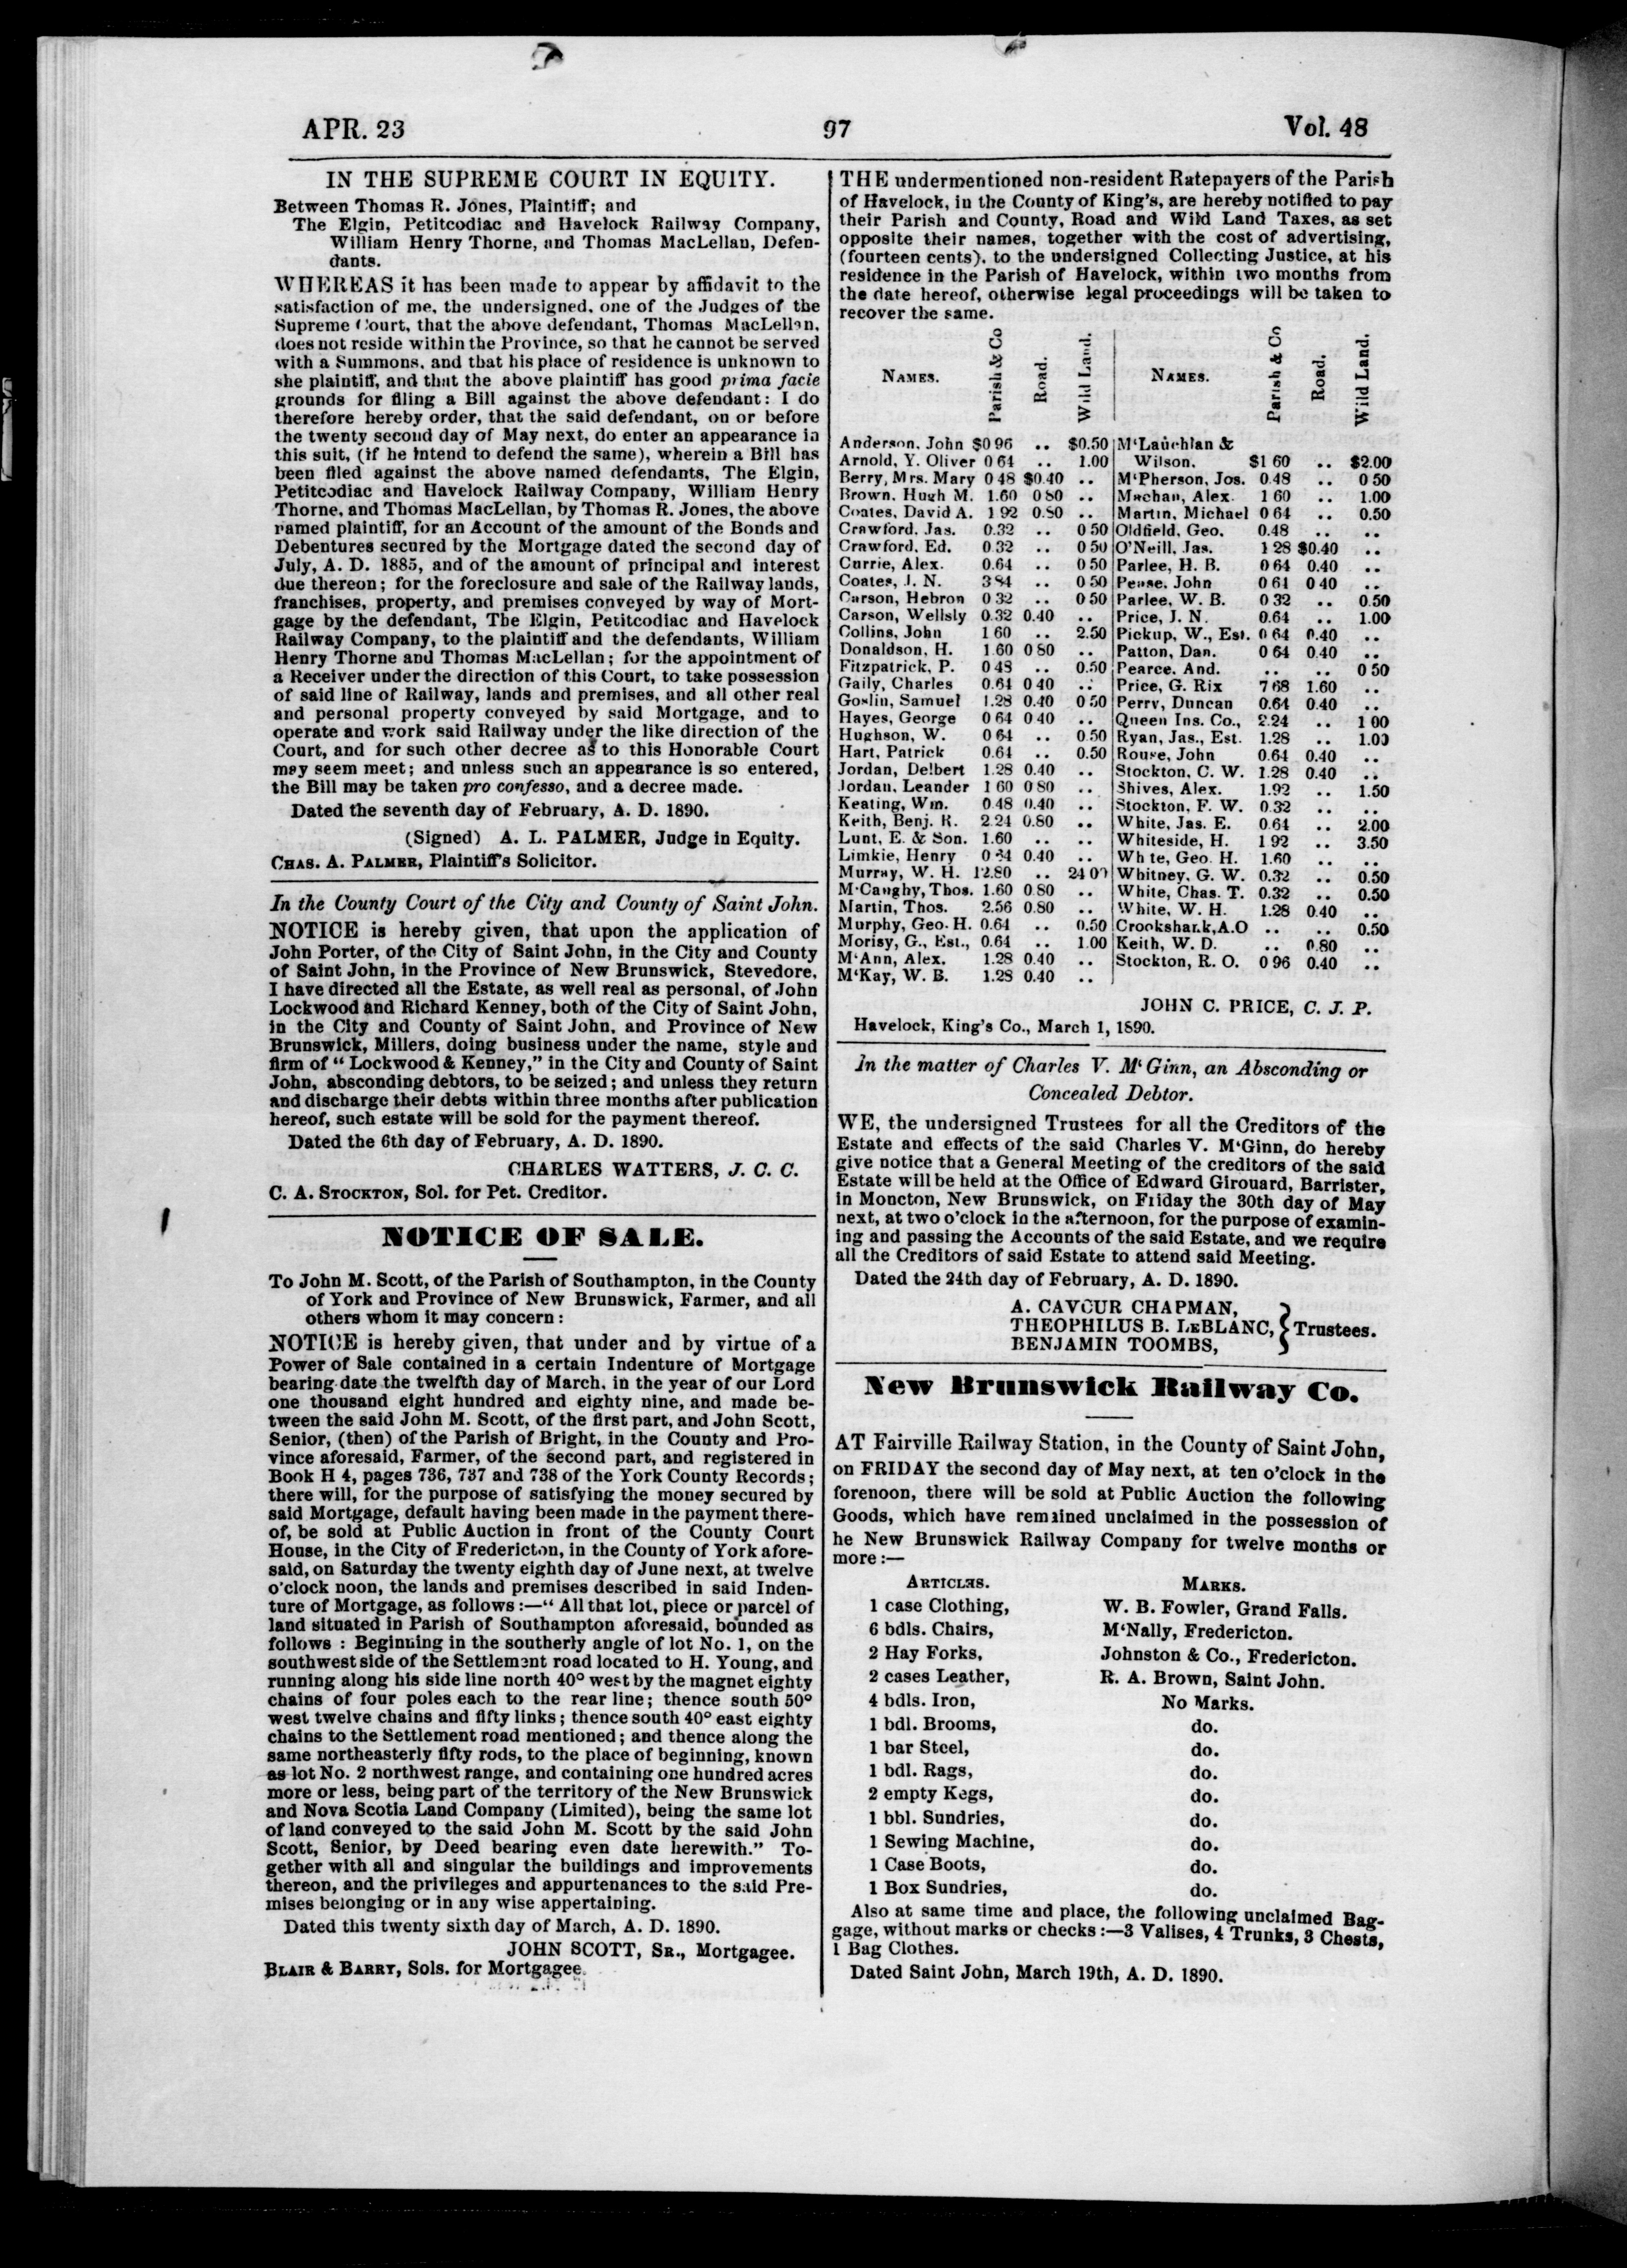 APR. 23 97 Vol. 48
IN THE SUPREME COURT IN EQUITY.
Between Thomas R. Jones, Plaintiff; and
The Elgin, Petitcodiac and Havelock Railway Company,
William Henry Thorne, and Thomas MacLellan, Defen-
dants.
WHEREAS it has been made to appear by affidavit to the
satisfaction of me, the undersigned, one of the Judges of the
Supreme Court, that the above defendant, Thomas MacLellan,
does not reside within the Province, so that he cannot be served
with a Summons, and that his place of residence is unknown to
she plaintiff, and that the above plaintiff has good prima facie
grounds for filing a Bill against the above defendant: I do
therefore hereby order, that the said defendant, on or before
the twenty second day of May next, do enter an appearance in
this suit, (if he intend to defend the same), wherein a Bill has
been filed against the above named defendants, The Elgin,
Petitcodiac and Havelock Railway Company, William Henry
Thorne, and Thomas MacLellan, by Thomas R. Jones, the above
named plaintiff, for an Account of the amount of the Bonds and
Debentures secured by the Mortgage dated the second day of
July, A. D. 1885, and of the amount of principal and interest
due thereon; for the foreclosure and sale of the Railway lands,
franchises, property, and premises conveyed by way of Mort-
gage by the defendant, The Elgin, Petitcodiac and Havelock
Railway Company, to the plaintiff and the defendants, William
Henry Thorne and Thomas MacLellan; for the appointment of
a Receiver under the direction of this Court, to take possession
of said line of Railway, lands and premises, and all other real
and personal property conveyed by said Mortgage, and to
operate and work said Railway under the like direction of the
Court, and for such other decree as to this Honorable Court
may seem meet; and unless such an appearance is so entered,
the Bill may be taken pro confesso, and a decree made.
Dated the seventh day of February, A. D. 1890.
(Signed) A. L. PALMER, Judge in Equity.
CHAS. A. PALMER, Plaintiff's Solicitor.
In the County Court of the City and County of Saint John.
NOTICE is hereby given, that upon the application of
John Porter, of the City of Saint John, in the City and County
of Saint John, in the Province of New Brunswick, Stevedore,
I have directed all the Estate, as well real as personal, of John
Lockwood and Richard Kenney, both of the City of Saint John,
in the City and County of Saint John, and Province of New
Brunswick, Millers, doing business under the name, style and
firm of "Lockwood & Kenney," in the City and County of Saint
John, absconding debtors, to be seized; and unless they return
and discharge their debts within three months after publication
hereof, such estate will be sold for the payment thereof.
Dated the 6th day of February, A. D. 1890.
CHARLES WATTERS, J. C. C.
C. A. STOCKTON, Sol. for Pet. Creditor.
NOTICE OF SALE.
To John M. Scott, of the Parish of Southampton, in the County
of York and Province of New Brunswick, Farmer, and all
others whom it may concern:
NOTICE is hereby given, that under and by virtue of a
Power of Sale contained in a certain Indenture of Mortgage
bearing date the twelfth day of March, in the year of our Lord
one thousand eight hundred and eighty nine, and made be-
tween the said John M. Scott, of the first part, and John Scott,
Senior, (then) of the Parish of Bright, in the County and Pro-
vince aforesaid, Farmer, of the second part, and registered in
Book H 4, pages 736, 737 and 738 of the York County Records;
there will, for the purpose of satisfying the money secured by
said Mortgage, default having been made in the payment there-
of, be sold at Public Auction in front of the County Court
House, in the City of Fredericton, in the County of York afore-
said, on Saturday the twenty eighth day of June next, at twelve
o'clock noon, the lands and premises described in said Inden-
ture of Mortgage, as follows:—"All that lot, piece or parcel of
land situated in Parish of Southampton aforesaid, bounded as
follows: Beginning in the southerly angle of lot No. 1, on the
southwest side of the Settlement road located to H. Young, and
running along his side line north 40° west by the magnet eighty
chains of four poles each to the rear line; thence south 50°
west twelve chains and fifty links; thence south 40° east eighty
chains to the Settlement road mentioned; and thence along the
same northeasterly fifty rods, to the place of beginning, known
as lot No. 2 northwest range, and containing one hundred acres
more or less, being part of the territory of the New Brunswick
and Nova Scotia Land Company (Limited), being the same lot
of land conveyed to the said John M. Scott by the said John
Scott, Senior, by Deed bearing even date herewith." To-
gether with all and singular the buildings and improvements
thereon, and the privileges and appurtenances to the said Pre-
mises belonging or in any wise appertaining.
Dated this twenty sixth day of March, A. D. 1890.
JOHN SCOTT, SR., Mortgagee.
BLAIR & BARRY, Sols. for Mortgagee.
THE undermentioned non-resident Ratepayers of the Parish
of Havelock, in the County of King's, are hereby notified to pay
their Parish and County, Road and Wild Land Taxes, as set
opposite their names, together with the cost of advertising,
(fourteen cents), to the undersigned Collecting Justice, at his
residence in the Parish of Havelock, within two months from
the date hereof, otherwise legal proceedings will be taken to
recover the same.
NAMES. Parish & Co Road. Wild Land. NAMES. Parish & Co Road. Wild Land.
Anderson, John $0 96 .. $0.50 M'Lauchlan &
Arnold, Y. Oliver 0 64 .. 1.00 Wilson, $1 60 .. $2.00
Berry, Mrs. Mary 0 48 $0.40 .. M'Pherson, Jos. 0.48 .. 0 50
Brown, Hugh M. 1.60 0 80 .. Machan, Alex. 1 60 .. 1.00
Coates, David A. 1 92 0.80 .. Martin, Michael 0 64 .. 0.50
Crawford, Jas. 0.32 .. 0 50 Oldfield, Geo. 0.48 .. ..
Crawford, Ed. 0.32 .. 0 50 O'Neill, Jas. 1 28 $0.40 ..
Currie, Alex. 0.64 .. 0 50 Parlee, H. B. 0 64 0.40 ..
Coates, J. N. 3 84 .. 0 50 Pease, John 0 64 0 40 ..
Carson, Hebron 0 32 .. 0 50 Parlee, W. B. 0 32 .. 0.50
Carson, Wellsly 0.32 0.40 .. Price, J. N. 0.64 .. 1.00
Collins, John 1 60 .. 2.50 Pickup, W., Est. 0 64 0.40 ..
Donaldson, H. 1.60 0 80 .. Patton, Dan. 0 64 0.40 ..
Fitzpatrick, P. 0 48 .. 0.50 Pearce, And. .. .. 0 50
Gaily, Charles 0.64 0 40 .. Price, G. Rix 7 68 1.60 ..
Goslin, Samuel 1.28 0.40 0 50 Perry, Duncan 0.64 0.40 ..
Hayes, George 0 64 0 40 .. Queen Ins. Co., 2.24 .. 1 00
Hughson, W. 0 64 .. 0.50 Ryan, Jas., Est. 1.28 .. 1.00
Hart, Patrick 0.64 .. 0.50 Rouse, John 0.64 0.40 ..
Jordan, Delbert 1.28 0.40 .. Stockton, C. W. 1.28 0.40 ..
Jordan, Leander 1 60 0 80 .. Shives, Alex. 1.92 .. 1.50
Keating, Wm. 0 48 0.40 .. Stockton, F. W. 0.32 .. ..
Keith, Benj. R. 2 24 0.80 .. White, Jas. E. 0 64 .. 2.00
Lunt, E. & Son. 1.60 .. .. Whiteside, H. 1 92 .. 3.50
Limkie, Henry 0 64 0.40 .. Wh te, Geo. H. 1.60 .. ..
Murray, W. H. 12.80 .. 24 00 Whitney, G. W. 0.32 .. 0.50
M'Caughy, Thos. 1.60 0.80 .. White, Chas. T. 0.32 .. 0.50
Martin, Thos. 2.56 0.80 .. White, W. H. 1.28 0.40 ..
Murphy, Geo. H. 0.64 .. 0.50 Crookshank, A.O .. .. 0.50
Morisy, G., Est., 0.64 .. 1.00 Keith, W. D. .. 0.80 ..
M'Ann, Alex. 1.28 0.40 .. Stockton, R. O. 0 96 0.40 ..
M'Kay, W. B. 1.28 0.40 ..
JOHN C. PRICE, C. J. P.
Havelock, King's Co., March 1, 1890.
In the matter of Charles V. M'Ginn, an Absconding or
Concealed Debtor.
WE, the undersigned Trustees for all the Creditors of the
Estate and effects of the said Charles V. M'Ginn, do hereby
give notice that a General Meeting of the creditors of the said
Estate will be held at the Office of Edward Girouard, Barrister,
in Moncton, New Brunswick, on Friday the 30th day of May
next, at two o'clock in the afternoon, for the purpose of examin-
ing and passing the Accounts of the said Estate, and we require
all the Creditors of said Estate to attend said Meeting.
Dated the 24th day of February, A. D. 1890.
A. CAVOUR CHAPMAN,
THEOPHILUS B. LEBLANC, } Trustees.
BENJAMIN TOOMBS,
New Brunswick Railway Co.
AT Fairville Railway Station, in the County of Saint John,
on FRIDAY the second day of May next, at ten o'clock in the
forenoon, there will be sold at Public Auction the following
Goods, which have remained unclaimed in the possession of
he New Brunswick Railway Company for twelve months or
more:—
ARTICLES. MARKS.
1 case Clothing, W. B. Fowler, Grand Falls.
6 bdls. Chairs, M'Nally, Fredericton.
2 Hay Forks, Johnston & Co., Fredericton.
2 cases Leather, R. A. Brown, Saint John.
4 bdls. Iron, No Marks.
1 bdl. Brooms, do.
1 bar Steel, do.
1 bdl. Rags, do.
2 empty Kegs, do.
1 bbl. Sundries, do.
1 Sewing Machine, do.
1 Case Boots, do.
1 Box Sundries, do.
Also at same time and place, the following unclaimed Bag-
gage, without marks or checks:—3 Valises, 4 Trunks, 3 Chests,
1 Bag Clothes.
Dated Saint John, March 19th, A. D. 1890.